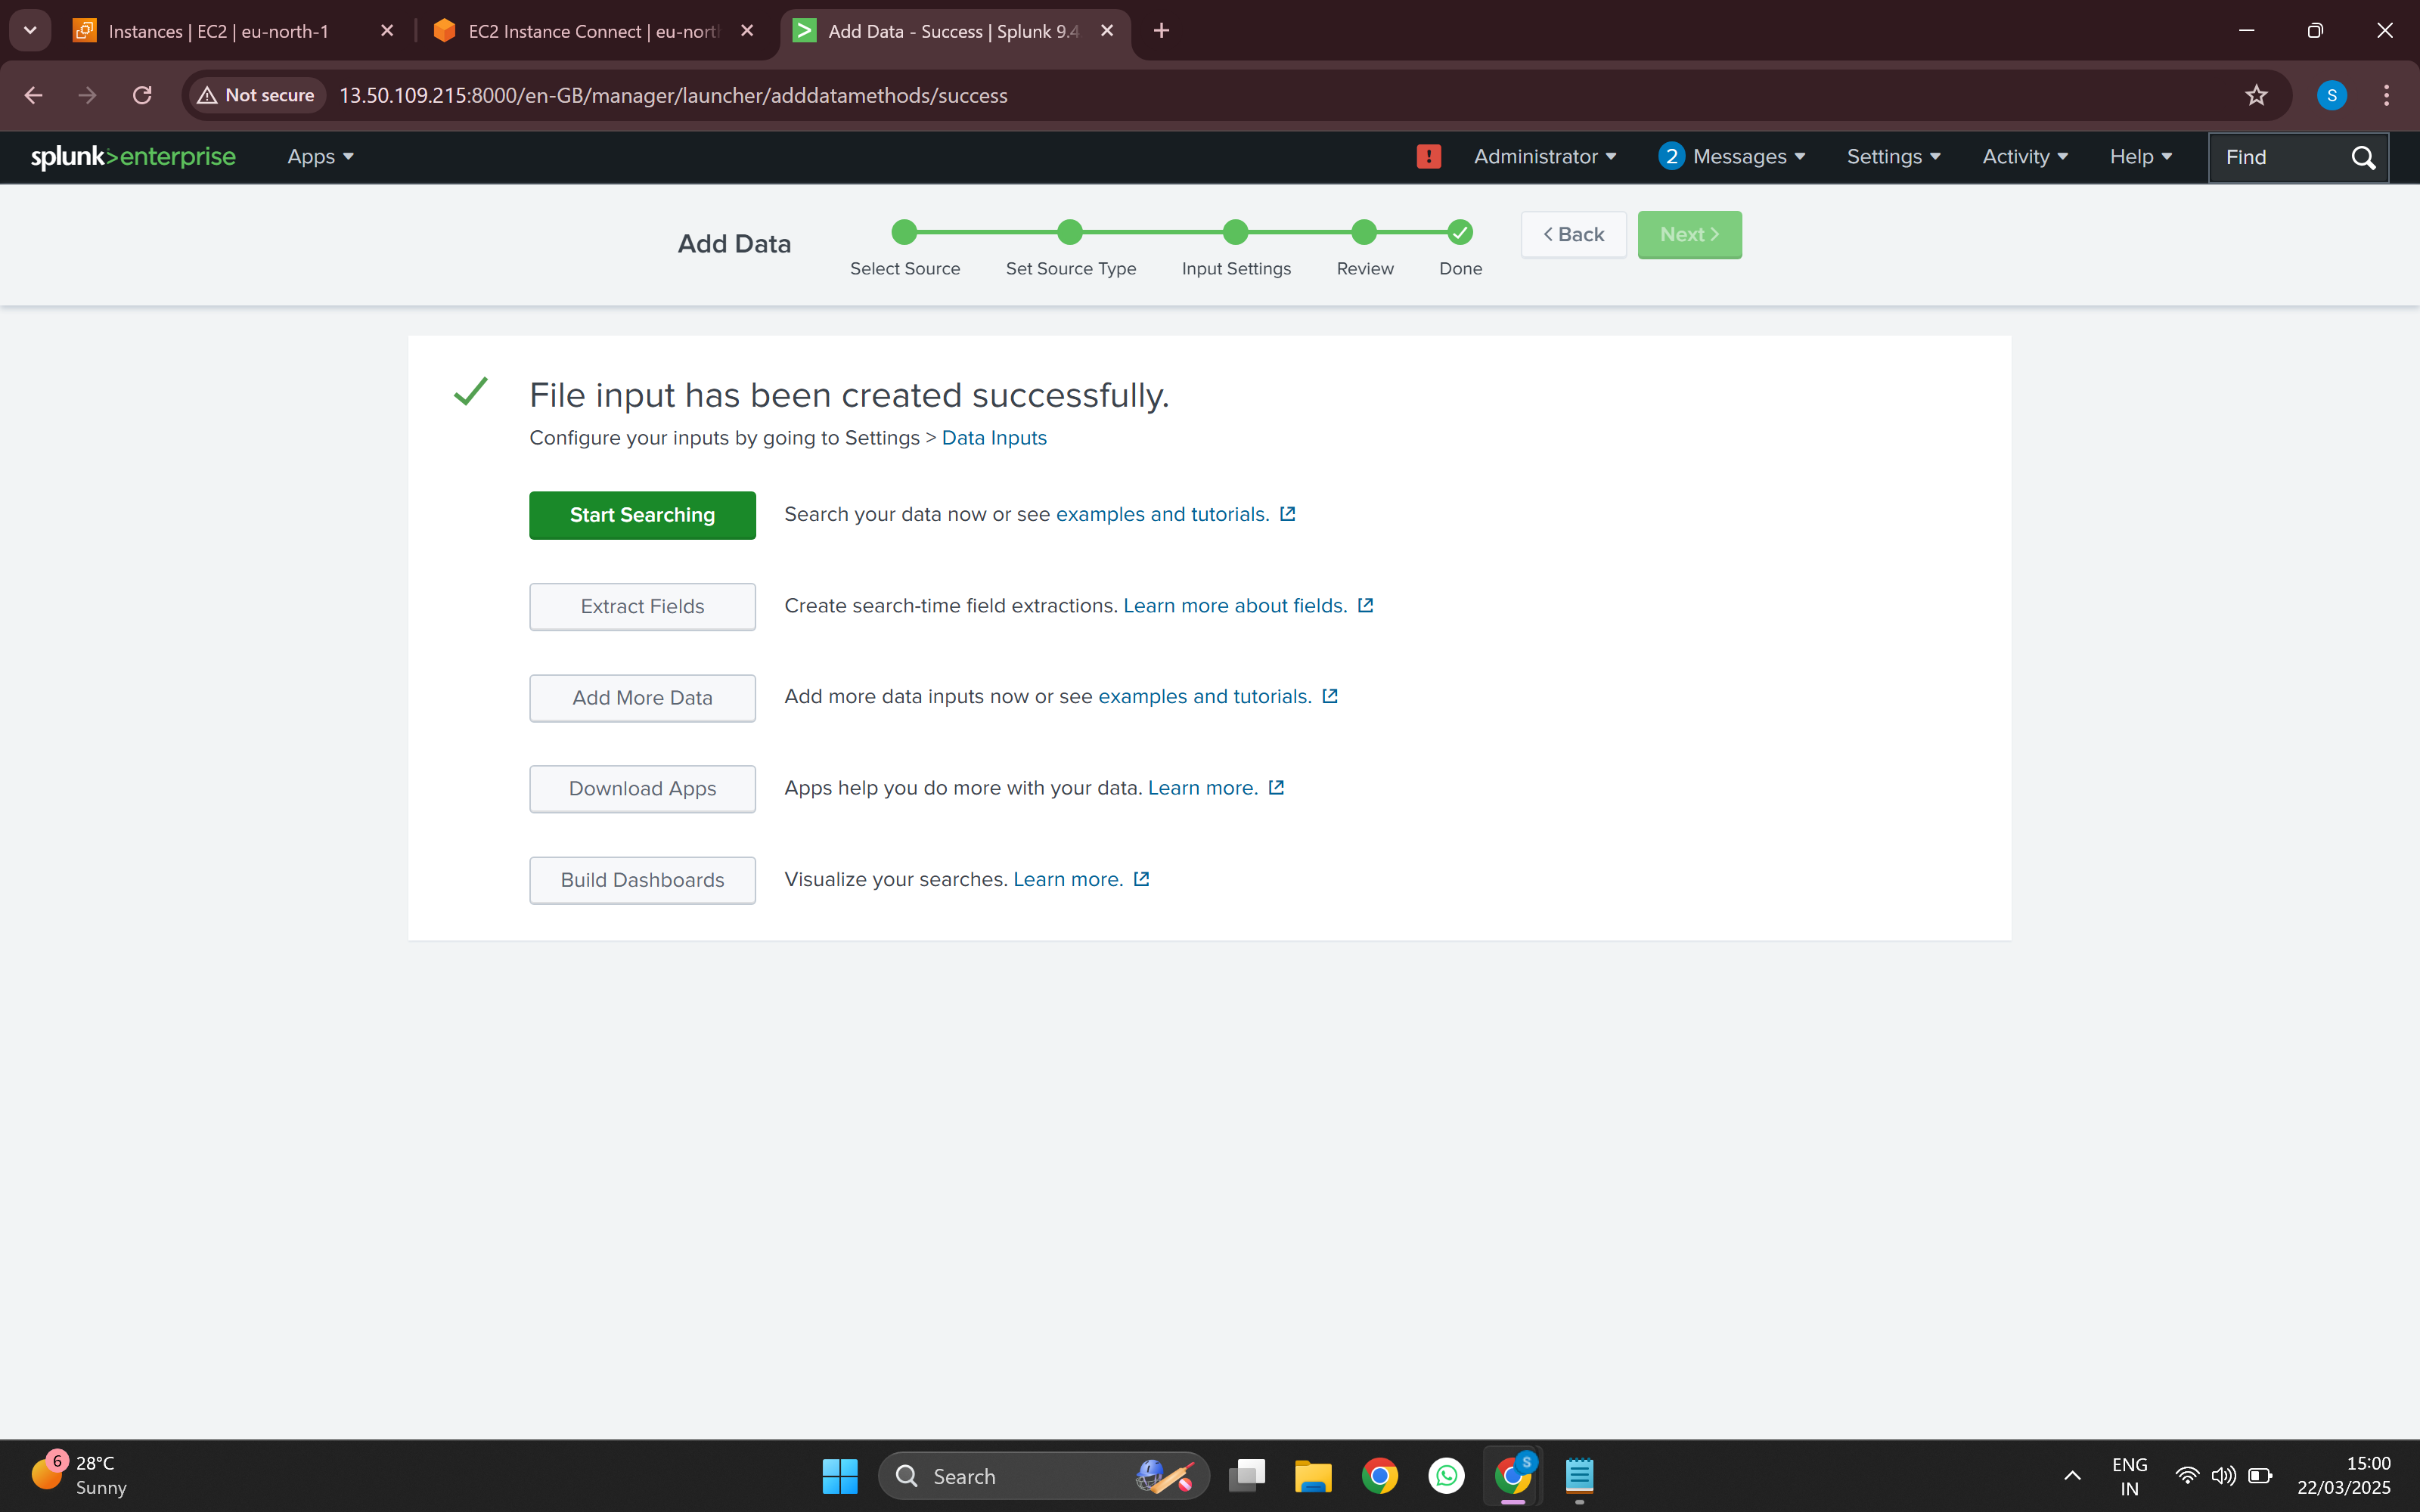 Instances | EC2 | eu-north-1
EC2 Instance Connect | eu-nort
Add Data - Success | Splunk 9.4
Not secure
13.50.109.215:8000/en-GB/manager/launcher/adddatamethods/success
S
splunk>enterprise
Apps
!
Administrator
2 Messages
Settings
Activity
Help
Find
Add Data
Select Source
Set Source Type
Input Settings
Review
Done
< Back
Next >
File input has been created successfully.
Configure your inputs by going to Settings > Data Inputs
Start Searching
Search your data now or see examples and tutorials.
Extract Fields
Create search-time field extractions. Learn more about fields.
Add More Data
Add more data inputs now or see examples and tutorials.
Download Apps
Apps help you do more with your data. Learn more.
Build Dashboards
Visualize your searches. Learn more.
6
28°C
Sunny
Search
S
ENG
IN
15:00
22/03/2025